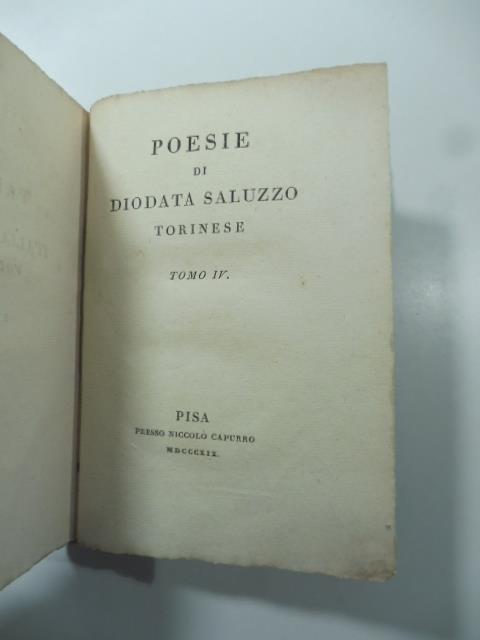 POESIE
DI
DIODATA SALUZZO
TORINESE
TOMO IV.
PISA
PRESSO NICCOLÒ CAPURRO
MDCCCXIX.